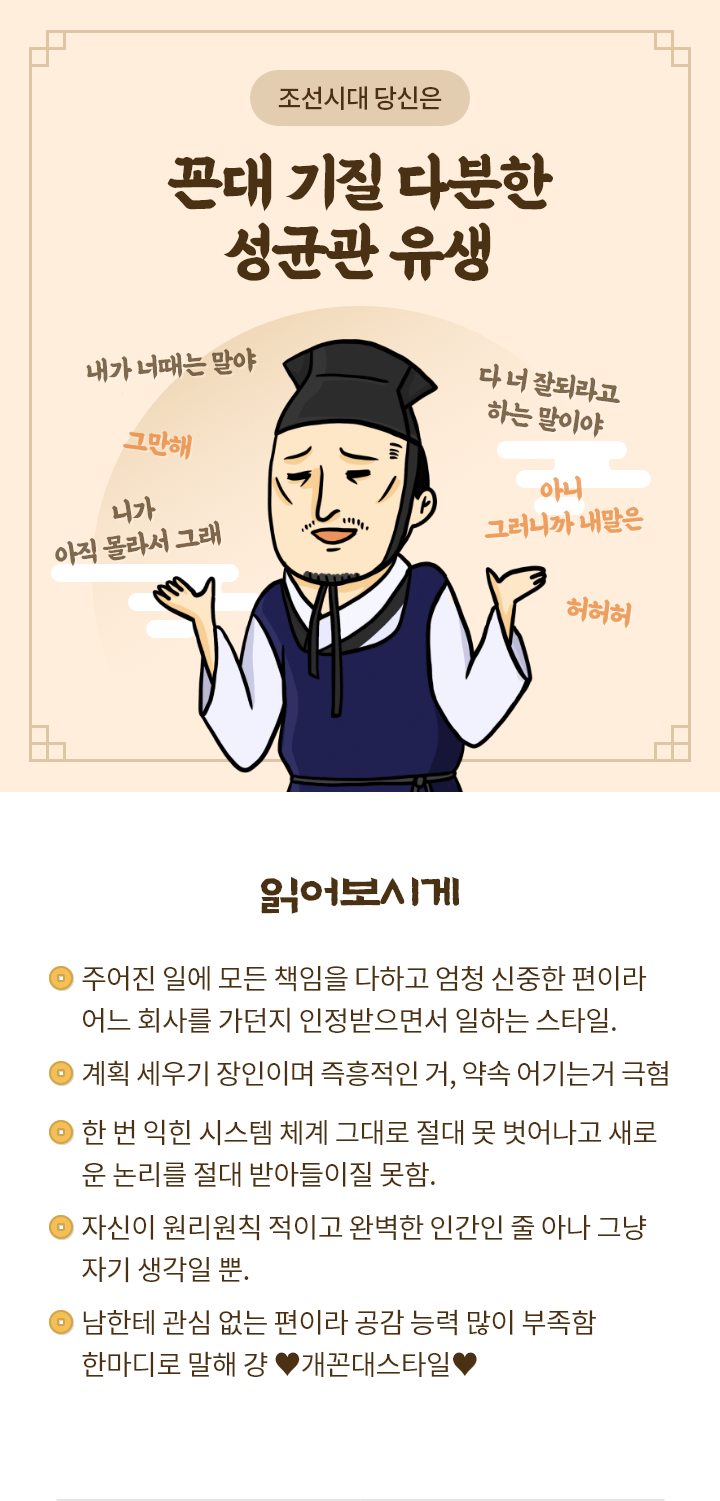 조선시대 당신은
꼰대 기질 다분한
성균관 유생
내가 너때는 말야
다 너 잘되라고
하는 말이야
그만해
아니
그러니까 내말은
니가
아직 몰라서 그래
허허허
읽어보시게
주어진 일에 모든 책임을 다하고 엄청 신중한 편이라
어느 회사를 가던지 인정받으면서 일하는 스타일.
계획 세우기 장인이며 즉흥적인 거, 약속 어기는거 극혐
한 번 익힌 시스템 체계 그대로 절대 못 벗어나고 새로
운 논리를 절대 받아들이질 못함.
자신이 원리원칙 적이고 완벽한 인간인 줄 아나 그냥
자기 생각일 뿐.
남한테 관심 없는 편이라 공감 능력 많이 부족함
한마디로 말해 걍 ♥개꼰대스타일♥